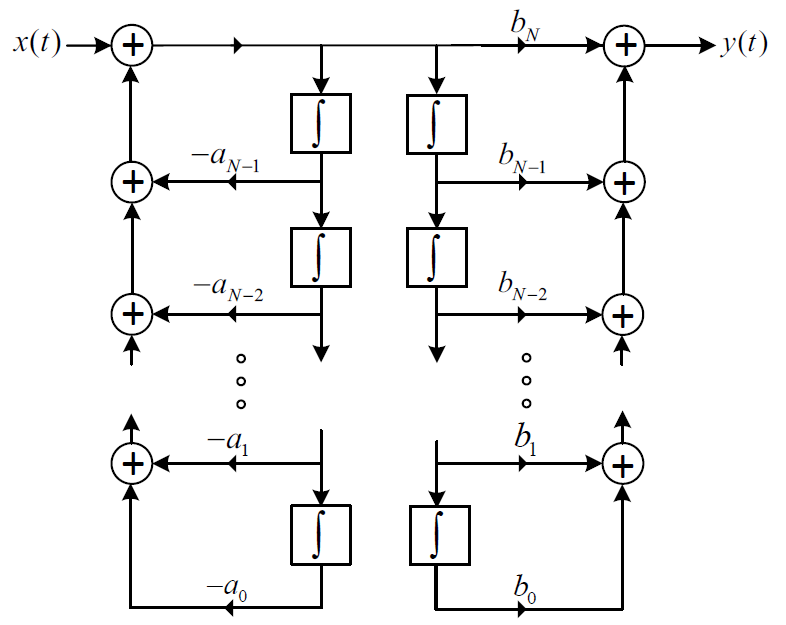 x(t) + b_N + y(t)
∫ ∫
+ −a_{N−1} b_{N−1} +
∫ ∫
+ −a_{N−2} b_{N−2} +
+ −a_1 b_1 +
∫ ∫
−a_0 b_0